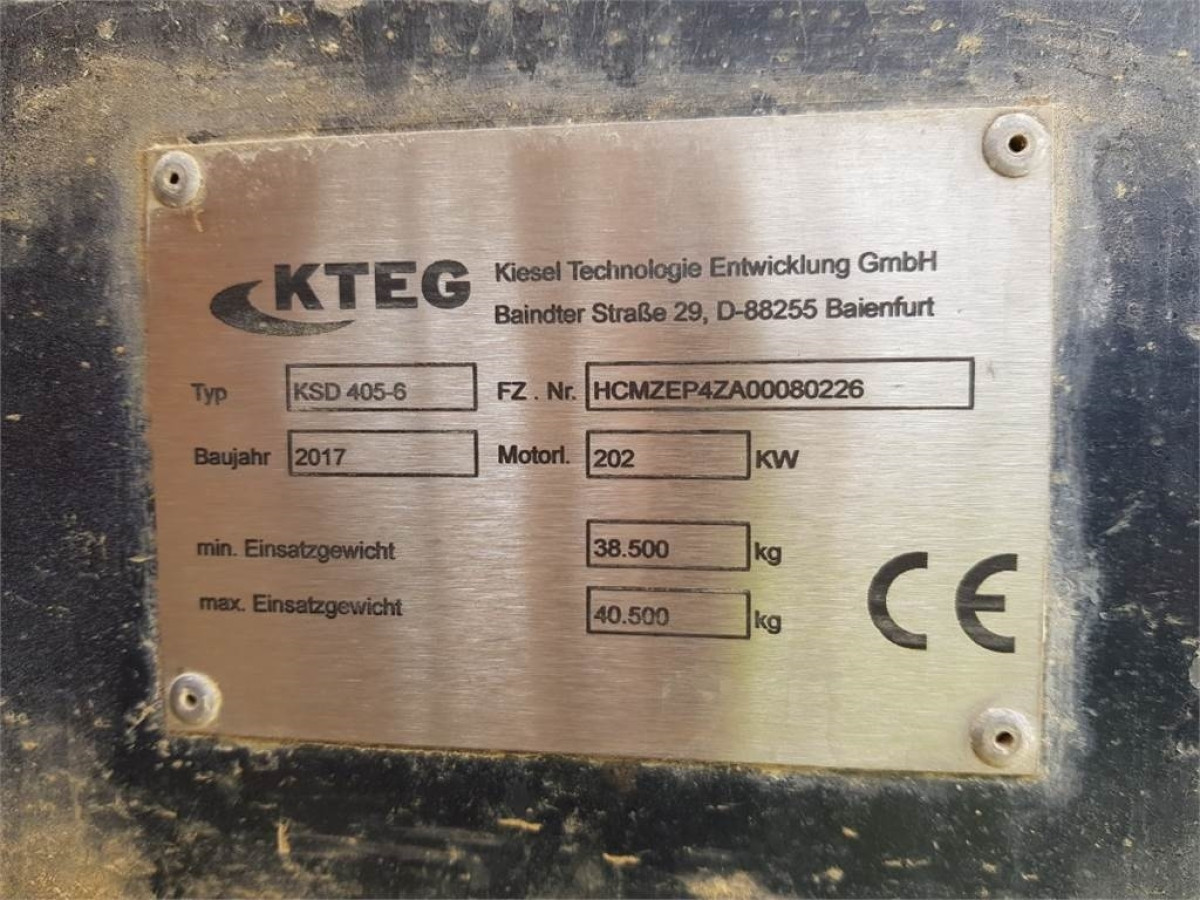 KTEG Kiesel Technologie Entwicklung GmbH
Baindter Straße 29, D-88255 Baienfurt
Typ KSD 405-6 FZ . Nr. HCMZEP4ZA00080226
Baujahr 2017 Motorl. 202 KW
min. Einsatzgewicht 38.500 kg
max. Einsatzgewicht 40.500 kg
CE